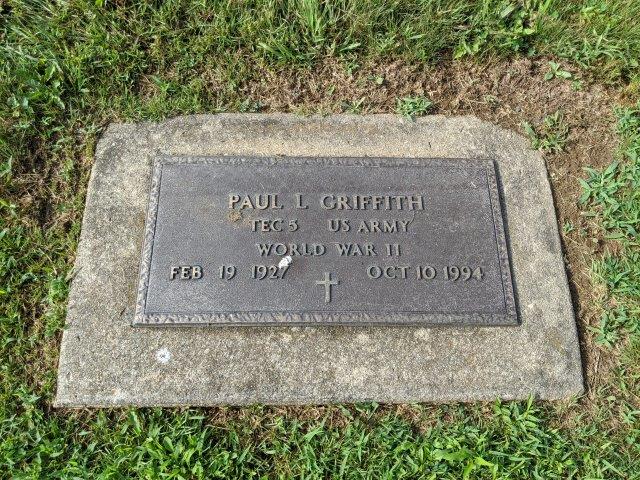 PAUL L GRIFFITH
TEC 5 US ARMY
WORLD WAR II
FEB 19 1927 OCT 10 1994